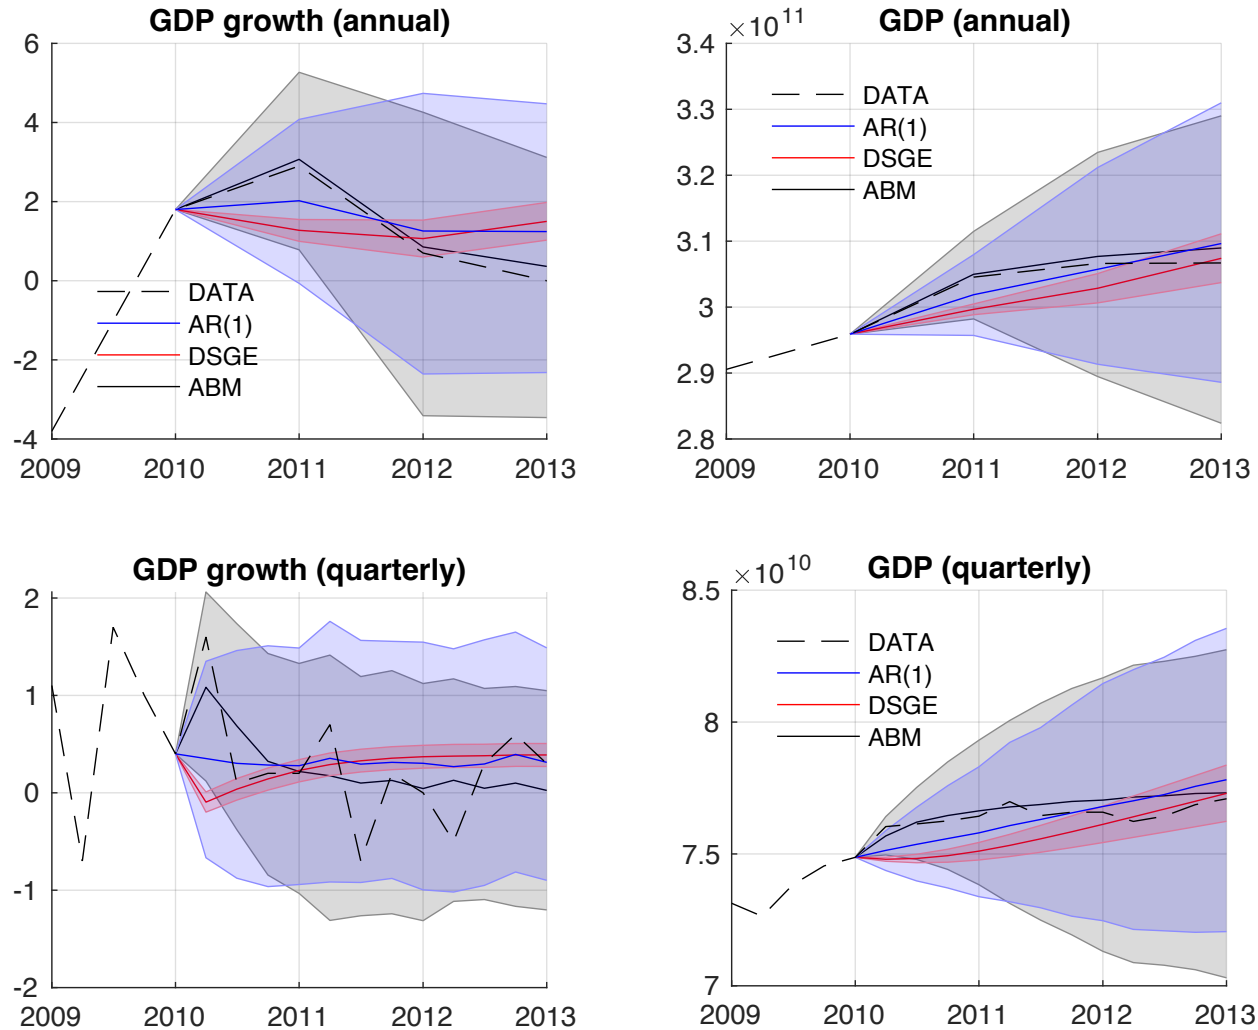 GDP growth (annual)
6
4
2
0
-2
-4
2009 2010 2011 2012 2013
DATA
AR(1)
DSGE
ABM
GDP (annual)
×10^11
3.4
3.3
3.2
3.1
3
2.9
2.8
2009 2010 2011 2012 2013
DATA
AR(1)
DSGE
ABM
GDP growth (quarterly)
2
1
0
-1
-2
2009 2010 2011 2012 2013
GDP (quarterly)
×10^10
8.5
8
7.5
7
2009 2010 2011 2012 2013
DATA
AR(1)
DSGE
ABM